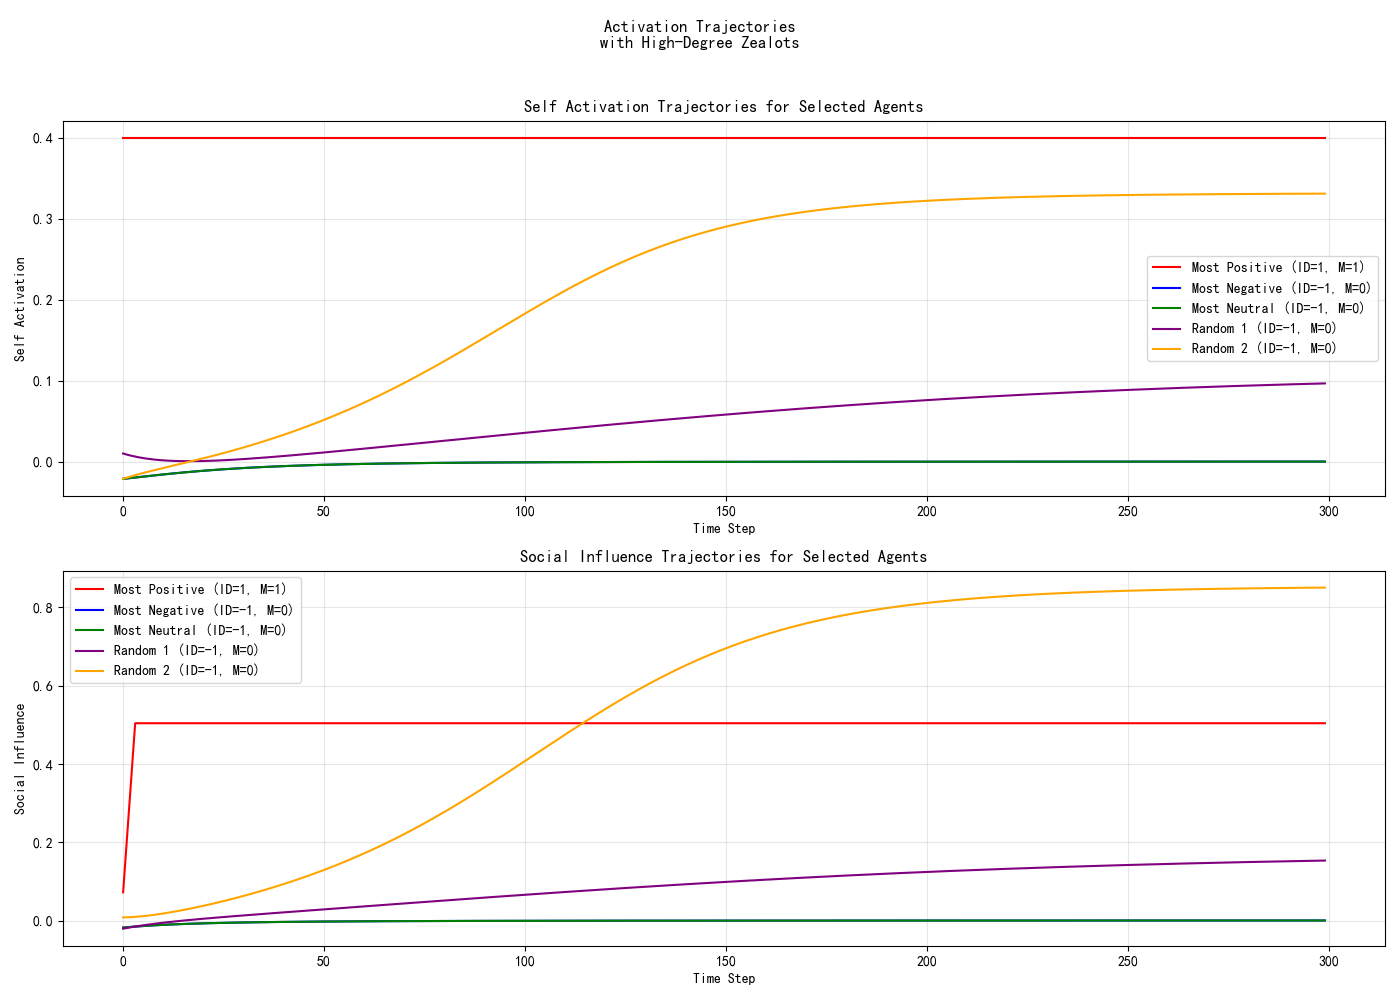 Activation Trajectories
with High-Degree Zealots
Self Activation Trajectories for Selected Agents
Self Activation
0.4
0.3
0.2
0.1
0.0
Most Positive (ID=1, M=1)
Most Negative (ID=-1, M=0)
Most Neutral (ID=-1, M=0)
Random 1 (ID=-1, M=0)
Random 2 (ID=-1, M=0)
0 50 100 150 200 250 300
Time Step
Social Influence Trajectories for Selected Agents
Social Influence
0.8
0.6
0.4
0.2
0.0
Most Positive (ID=1, M=1)
Most Negative (ID=-1, M=0)
Most Neutral (ID=-1, M=0)
Random 1 (ID=-1, M=0)
Random 2 (ID=-1, M=0)
0 50 100 150 200 250 300
Time Step